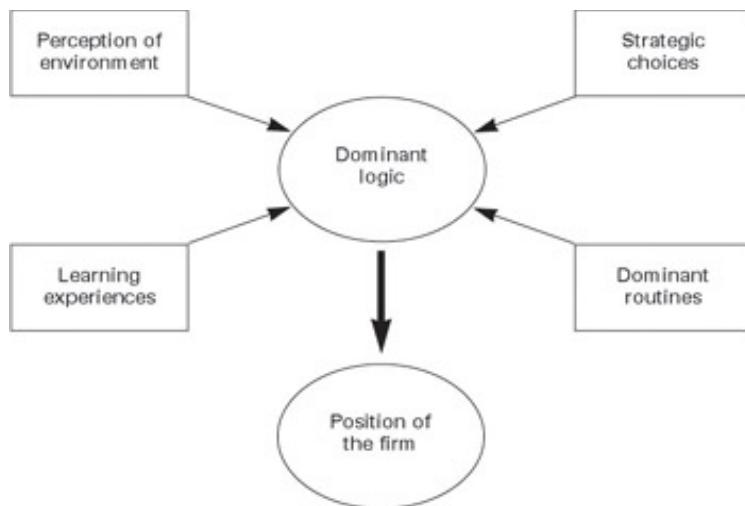 Perception of
environment
Strategic
choices
Dominant
logic
Learning
experiences
Dominant
routines
Position of
the firm